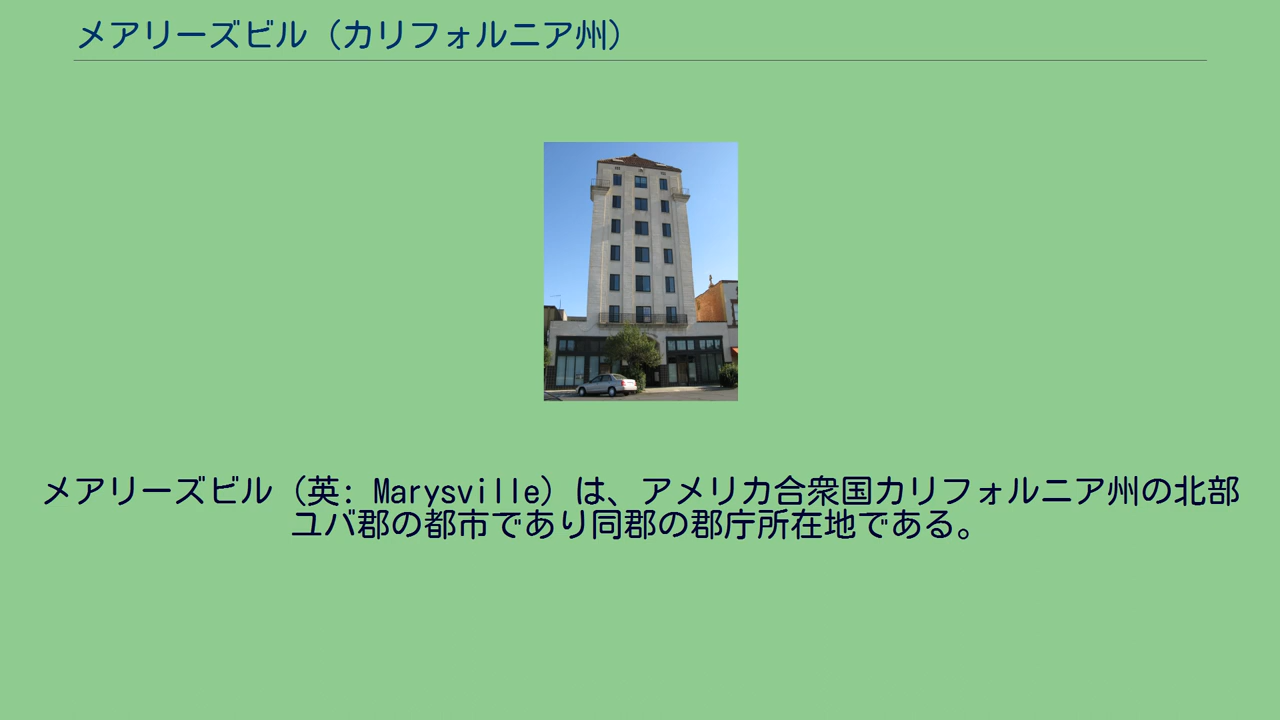 メアリーズビル（カリフォルニア州）
メアリーズビル（英: Marysville）は、アメリカ合衆国カリフォルニア州の北部
ユバ郡の都市であり同郡の郡庁所在地である。